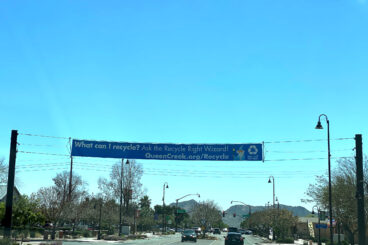 What can I recycle? Ask the Recycle Right Wizard!
QueenCreek.org/Recycle